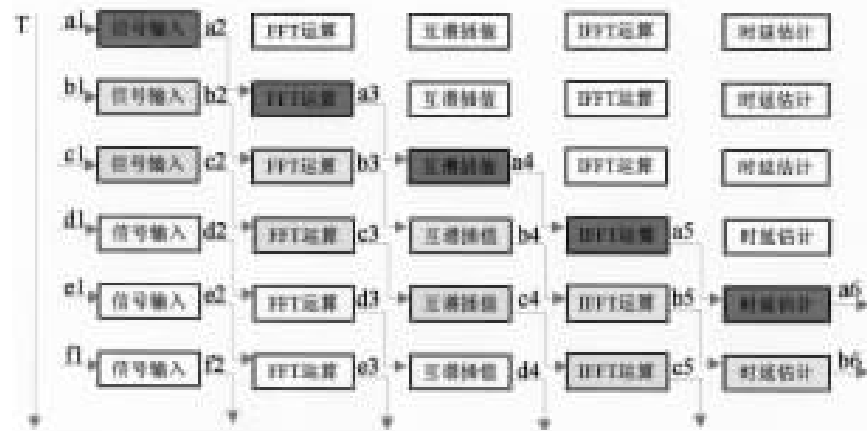 T a1 信号输入 a2 FFT运算 互谱插值 IFFT运算 时延估计
b1 信号输入 b2 FFT运算 a3 互谱插值 IFFT运算 时延估计
c1 信号输入 c2 FFT运算 b3 互谱插值 a4 IFFT运算 时延估计
d1 信号输入 d2 FFT运算 c3 互谱插值 b4 IFFT运算 a5 时延估计
e1 信号输入 e2 FFT运算 d3 互谱插值 c4 IFFT运算 b5 时延估计 a6
f1 信号输入 f2 FFT运算 e3 互谱插值 d4 IFFT运算 c5 时延估计 b6